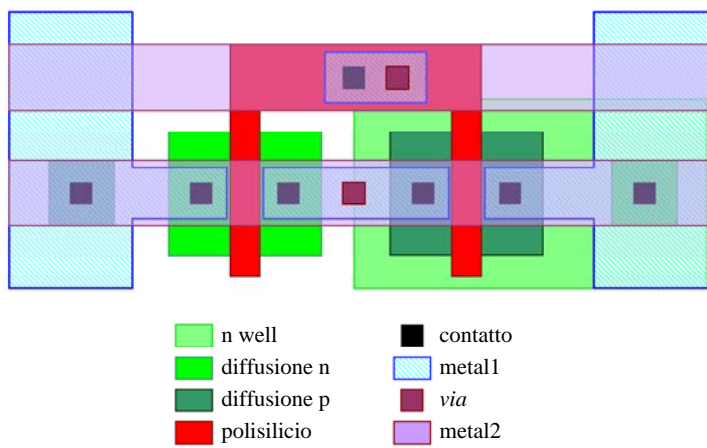 n well
contatto
diffusione n
metal1
diffusione p
via
polisilicio
metal2